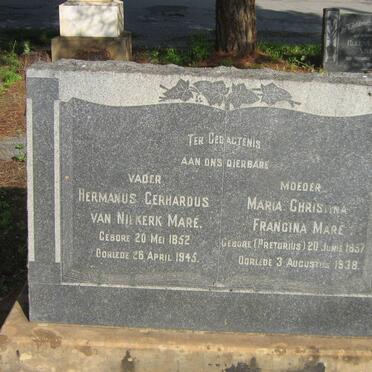 Ter Gedagtenis
aan ons dierbare
Vader
Hermanus Gerhardus
van Niekerk Maré.
Gebore 20 Mei 1852
Oorlede 26 April 1945.
Moeder
Maria Christina
Francina Maré
Gebore (Pretorius) 20 Junie 1857
Oorlede 3 Augustus 1938.